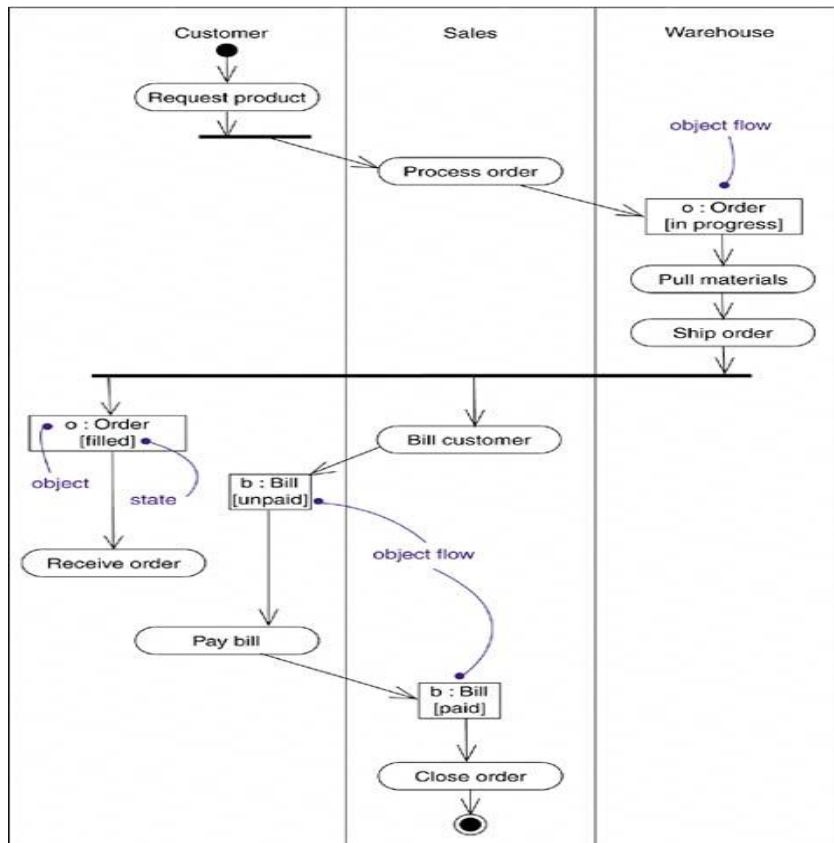 Customer
Sales
Warehouse
Request product
object flow
Process order
o : Order
[in progress]
Pull materials
Ship order
o : Order
[filled]
Bill customer
object
state
b : Bill
[unpaid]
object flow
Receive order
Pay bill
b : Bill
[paid]
Close order